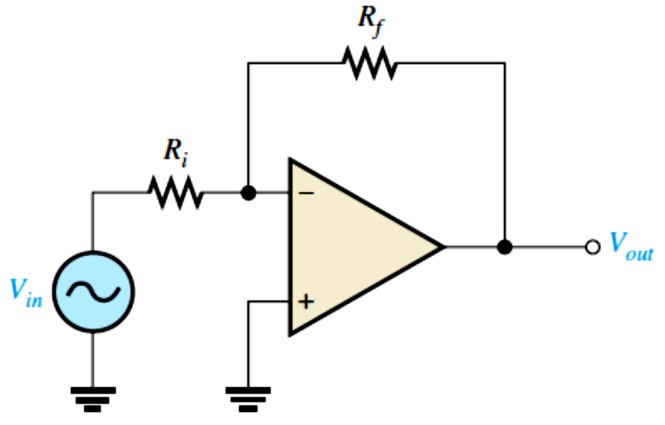 R_f
R_i
−
V_in
+
V_out